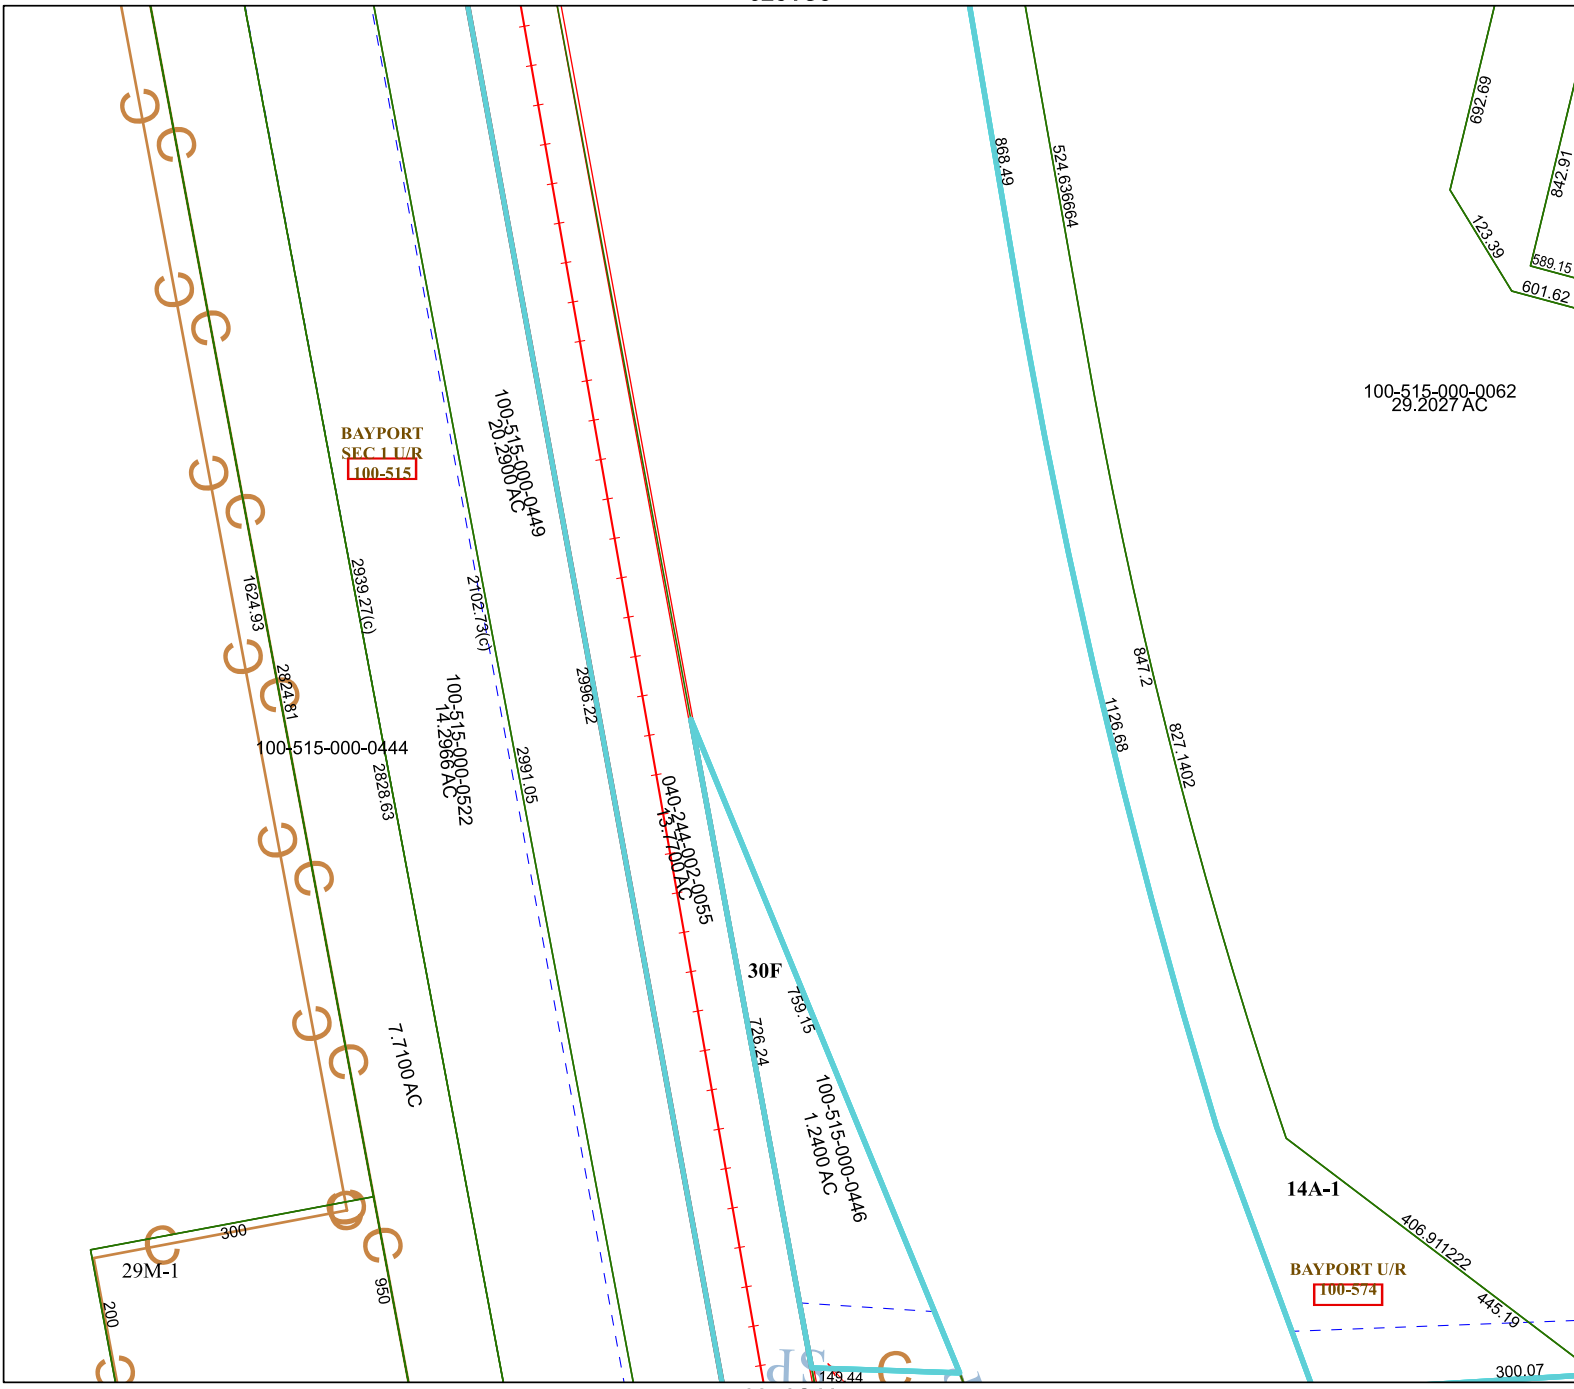 692.69
842.91
868.49
524.636664
123.39
589.15
601.62
100-515-000-0062
29.2027 AC
100-515-000-0449
20.2900 AC
BAYPORT
SEC 1 U/R
100-515
1624.93
2939.27(c)
2102.73(c)
2824.81
2996.22
847.2
1126.68
827.1402
100-515-000-0444
100-515-000-0522
14.2966 AC
2828.63
2991.05
040-244-002-0055
13.7700 AC
30F
759.15
726.24
7.7100 AC
100-515-000-0446
1.2400 AC
14A-1
300
29M-1
406.911222
BAYPORT U/R
100-574
950
200
445.19
SP
149.44
300.07